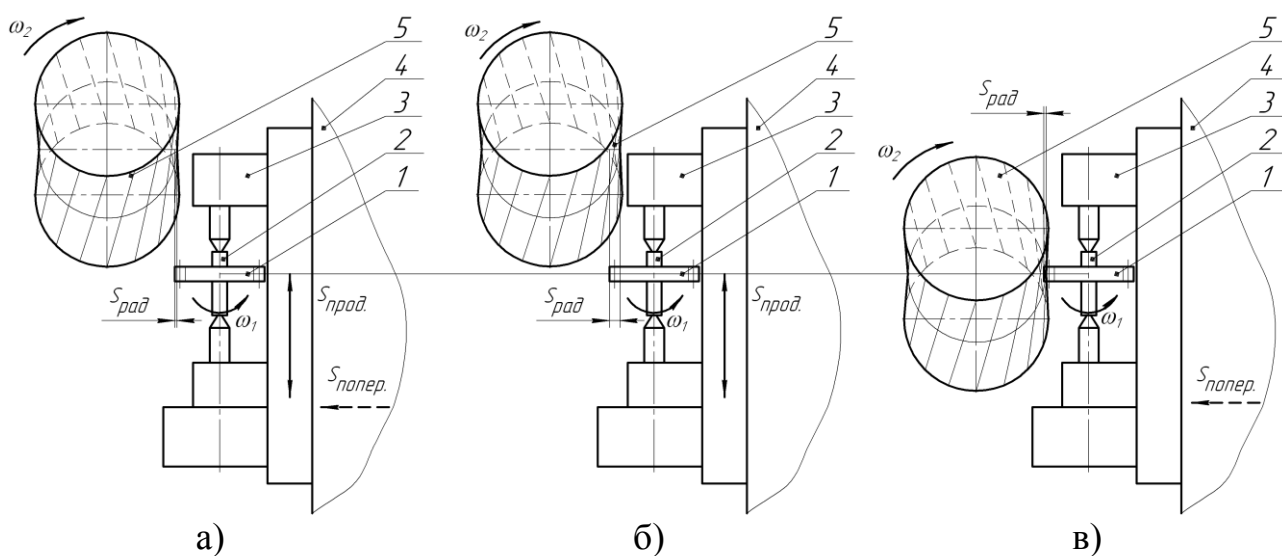 ω₂
5
4
3
2
1
Sрад
Sпрод.
ω₁
Sпопер.
а)
ω₂
5
4
3
2
1
Sрад
Sпрод.
ω₁
б)
5
4
Sрад
3
ω₂
2
1
ω₁
Sпопер.
в)